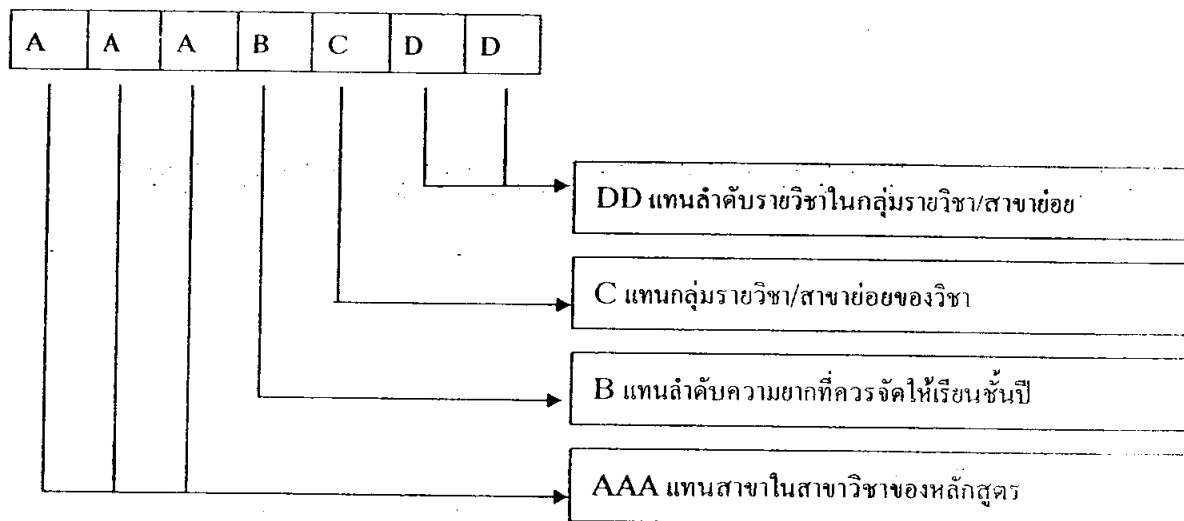 A A A B C D D
DD แทนลำดับรายวิชาในกลุ่มรายวิชา/สาขาย่อย
C แทนกลุ่มรายวิชา/สาขาย่อยของวิชา
B แทนลำดับความยากที่ควรจัดให้เรียนชั้นปี
AAA แทนสาขาในสาขาวิชาของหลักสูตร